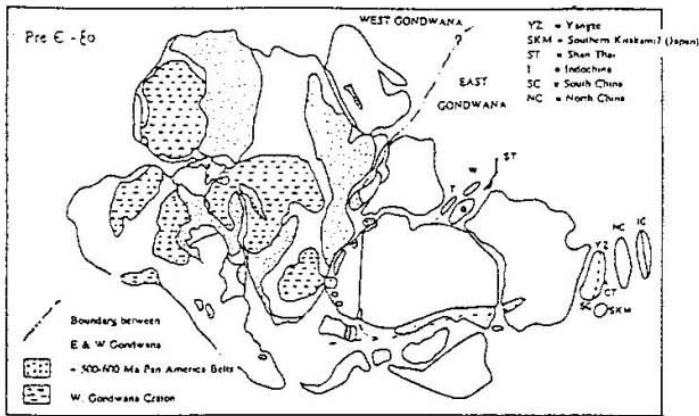 Pre Є - Eo
WEST GONDWANA
?
EAST
GONDWANA
YZ = Yangtze
SKM = Southern Kitakami? (Japan)
ST = Shan Thai
I = Indochina
SC = South China
NC = North China
ST
W
T
IC
NC
YZ
CT
SC
SKM
Boundary between
E & W Gondwana
= 500-600 Ma Pan America Belts
W. Gondwana Craton